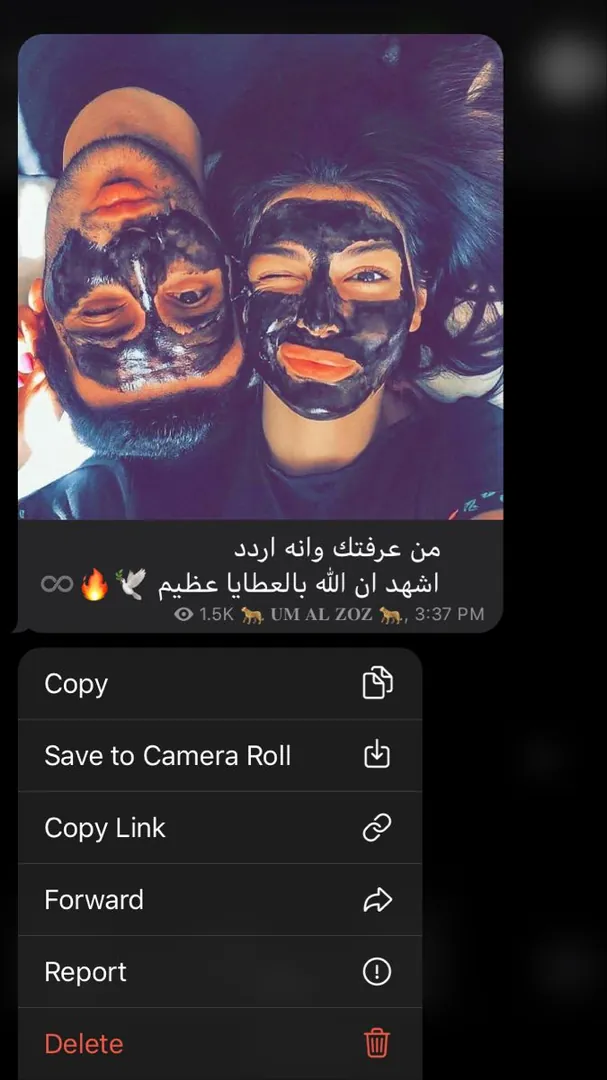 من عرفتك وانه اردد
اشهد ان الله بالعطايا عظيم 🕊️🔥♾
1.5K 🐆 𝐔𝐌 𝐀𝐋 𝐙𝐎𝐙 🐆, 3:37 PM
Copy
Save to Camera Roll
Copy Link
Forward
Report
Delete